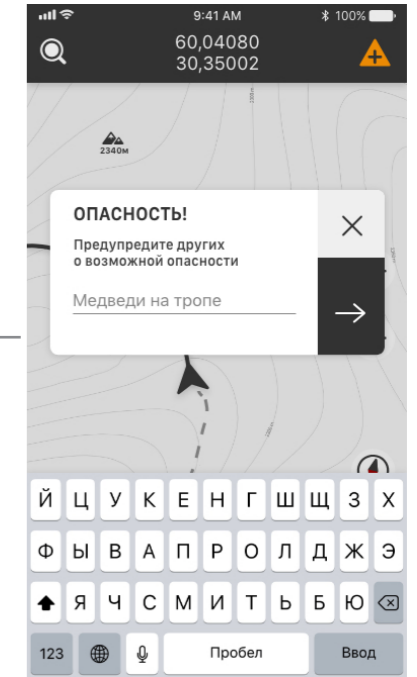 9:41 AM 100%
60,04080
30,35002
2340м
ОПАСНОСТЬ!
Предупредите других
о возможной опасности
Медведи на тропе
Й Ц У К Е Н Г Ш Щ З Х
Ф Ы В А П Р О Л Д Ж Э
Я Ч С М И Т Ь Б Ю
123 Пробел Ввод